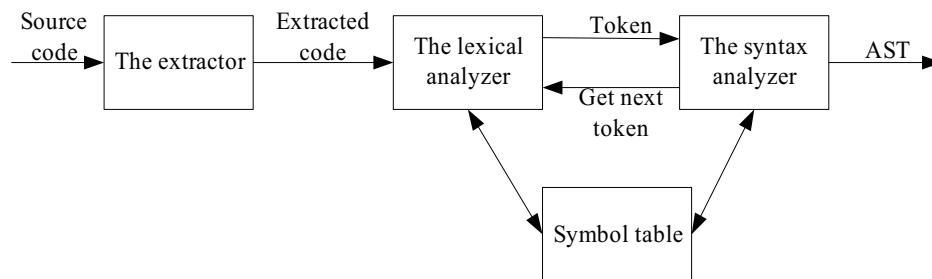 Source
code
The extractor
Extracted
code
The lexical
analyzer
Token
Get next
token
The syntax
analyzer
AST
Symbol table